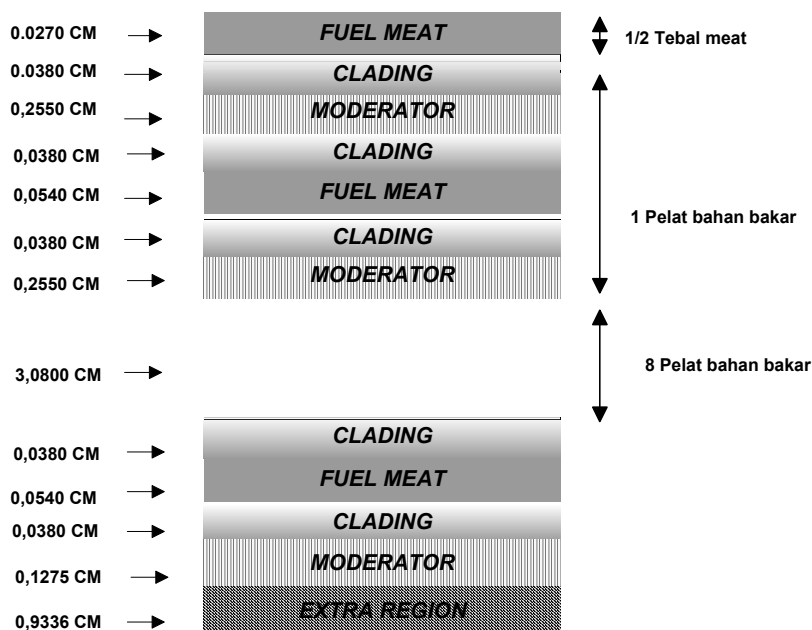 0.0270 CM
FUEL MEAT
1/2 Tebal meat
0.0380 CM
CLADING
0,2550 CM
MODERATOR
0,0380 CM
CLADING
0,0540 CM
FUEL MEAT
1 Pelat bahan bakar
0,0380 CM
CLADING
0,2550 CM
MODERATOR
3,0800 CM
8 Pelat bahan bakar
CLADING
0,0380 CM
FUEL MEAT
0,0540 CM
CLADING
0,0380 CM
MODERATOR
0,1275 CM
EXTRA REGION
0,9336 CM